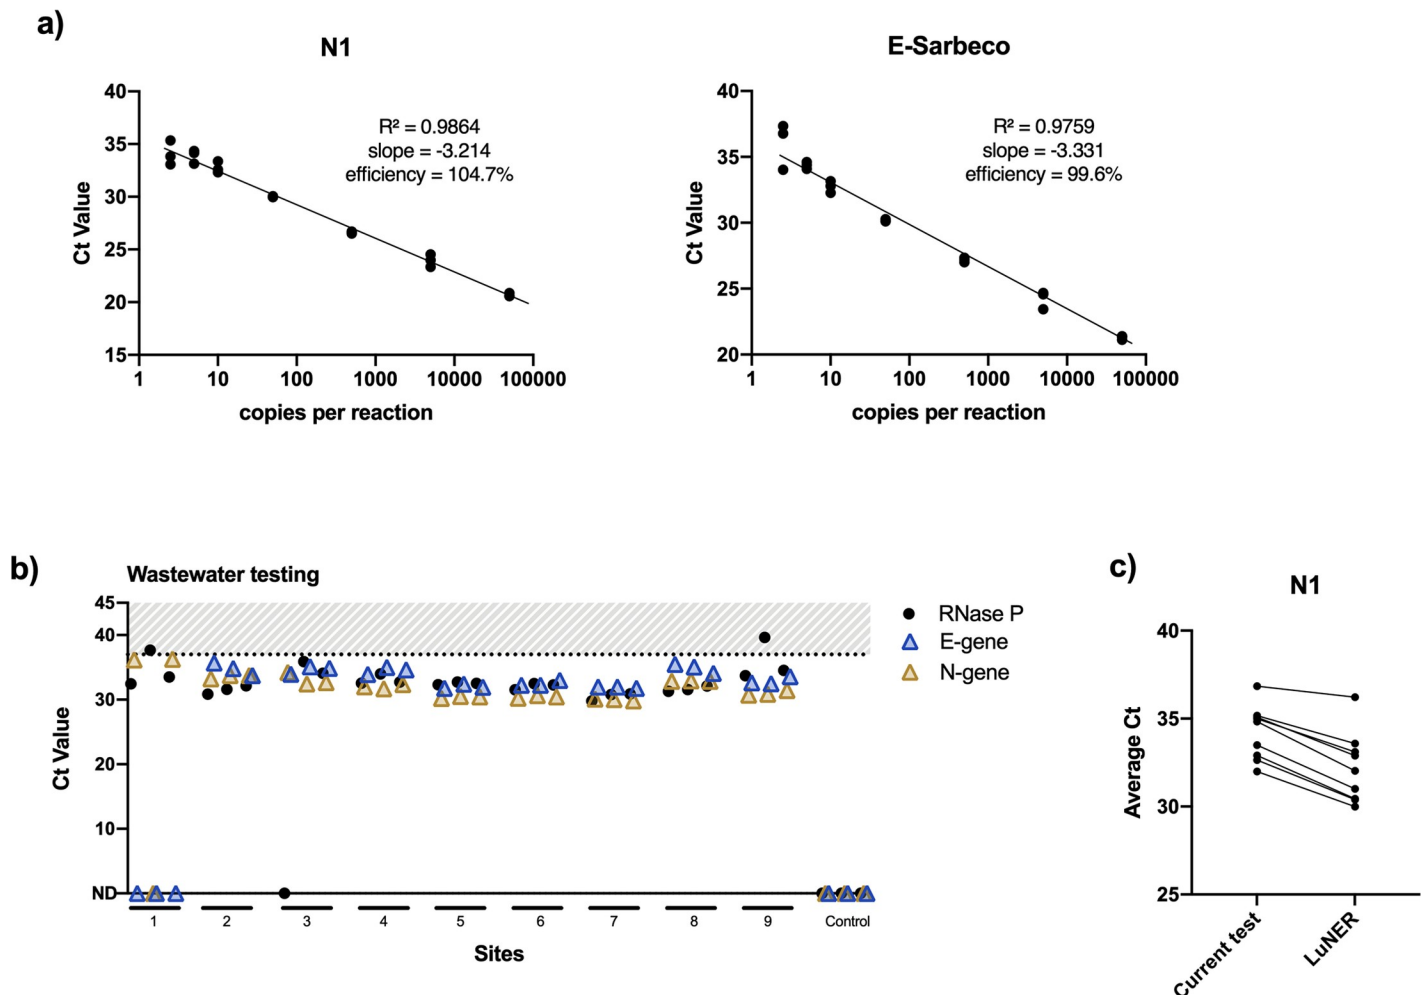 a)
N1
40
35
30
25
20
15
Ct Value
R² = 0.9864
slope = -3.214
efficiency = 104.7%
1
10
100
1000
10000
100000
copies per reaction
E-Sarbeco
40
35
30
25
20
Ct Value
R² = 0.9759
slope = -3.331
efficiency = 99.6%
1
10
100
1000
10000
100000
copies per reaction
b)
Wastewater testing
45
40
30
20
10
ND
Ct Value
1
2
3
4
5
6
7
8
9
Control
Sites
RNase P
E-gene
N-gene
c)
N1
40
35
30
25
Average Ct
Current test
LuNER